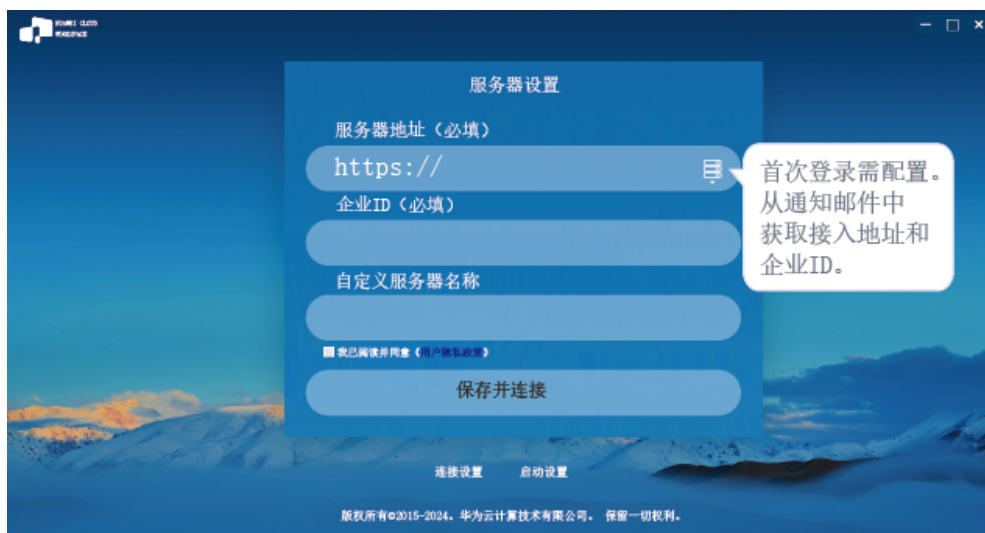 HUAWEI CLOUD
WORKSPACE
服务器设置
服务器地址（必填）
https://
首次登录需配置。
从通知邮件中
获取接入地址和
企业ID。
企业ID（必填）
自定义服务器名称
我已阅读并同意《用户隐私政策》
保存并连接
连接设置 启动设置
版权所有©2015-2024。华为云计算技术有限公司。 保留一切权利。